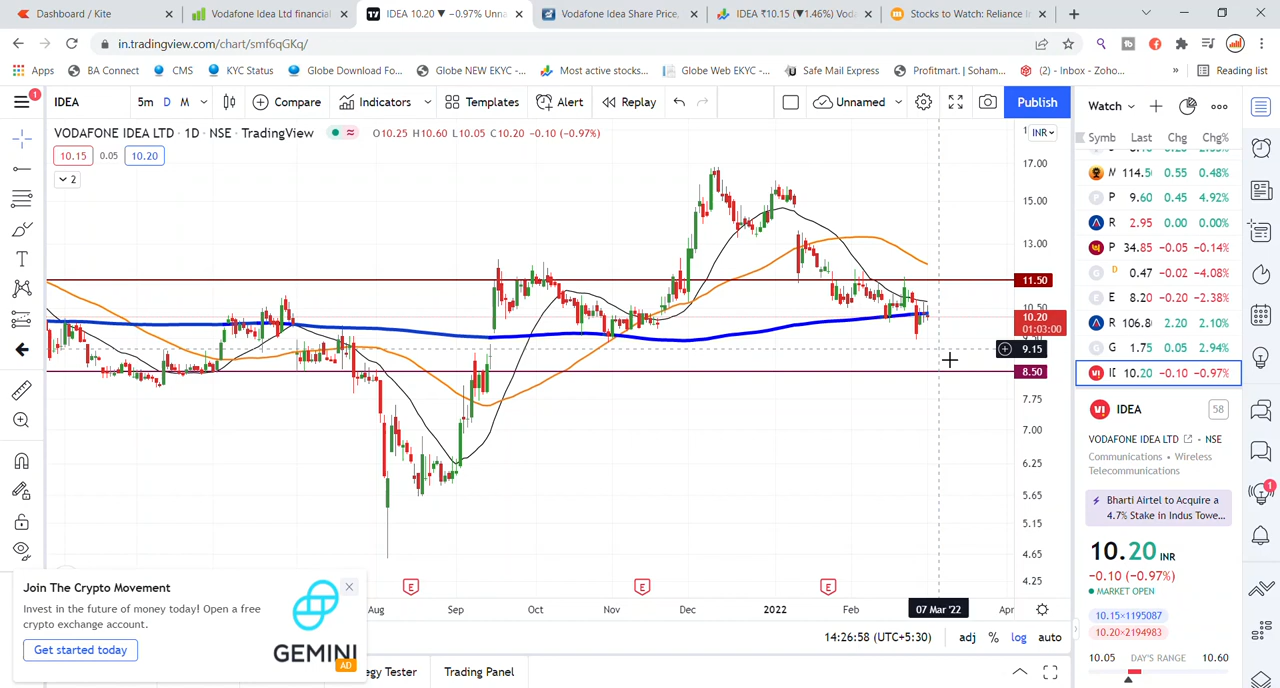 Dashboard / Kite
Vodafone Idea Ltd financial
IDEA 10.20 ▼ −0.97% Unna
Vodafone Idea Share Price,
IDEA ₹10.15 (▼1.46%) Voda
Stocks to Watch: Reliance In
in.tradingview.com/chart/smf6qGKq/
Apps
BA Connect
CMS
KYC Status
Globe Download Fo...
Globe NEW EKYC -...
Most active stocks...
Globe Web EKYC -...
Safe Mail Express
Profitmart. | Soham...
(2) - Inbox - Zoho...
»
Reading list
1
IDEA
5m D M
Compare
Indicators
Templates
Alert
Replay
Unnamed
Publish
Watch
VODAFONE IDEA LTD · 1D · NSE · TradingView
O10.25 H10.60 L10.05 C10.20 −0.10 (−0.97%)
10.15 0.05 10.20
2
INR
17.00
15.00
13.00
11.50
10.50
10.20
01:03:00
9.15
8.50
7.75
7.00
6.25
5.65
5.15
4.65
4.25
Symb Last Chg Chg%
M 114.50 0.55 0.48%
P 9.60 0.45 4.92%
R 2.95 0.00 0.00%
P 34.85 −0.05 −0.14%
D 0.47 −0.02 −4.08%
E 8.20 −0.20 −2.38%
R 106.80 2.20 2.10%
G 1.75 0.05 2.94%
10.20 −0.10 −0.97%
IDEA
58
VODAFONE IDEA LTD · NSE
Communications • Wireless
Telecommunications
Bharti Airtel to Acquire a
4.7% Stake in Indus Towe...
10.20 INR
−0.10 (−0.97%)
MARKET OPEN
10.15×1195087
10.20×2194983
10.05 DAY'S RANGE 10.60
1
E
E
E
Aug Sep Oct Nov Dec 2022 Feb 07 Mar '22 Apr
14:26:58 (UTC+5:30)
adj % log auto
Join The Crypto Movement
Invest in the future of money today! Open a free
crypto exchange account.
Get started today
GEMINI
AD
egy Tester
Trading Panel